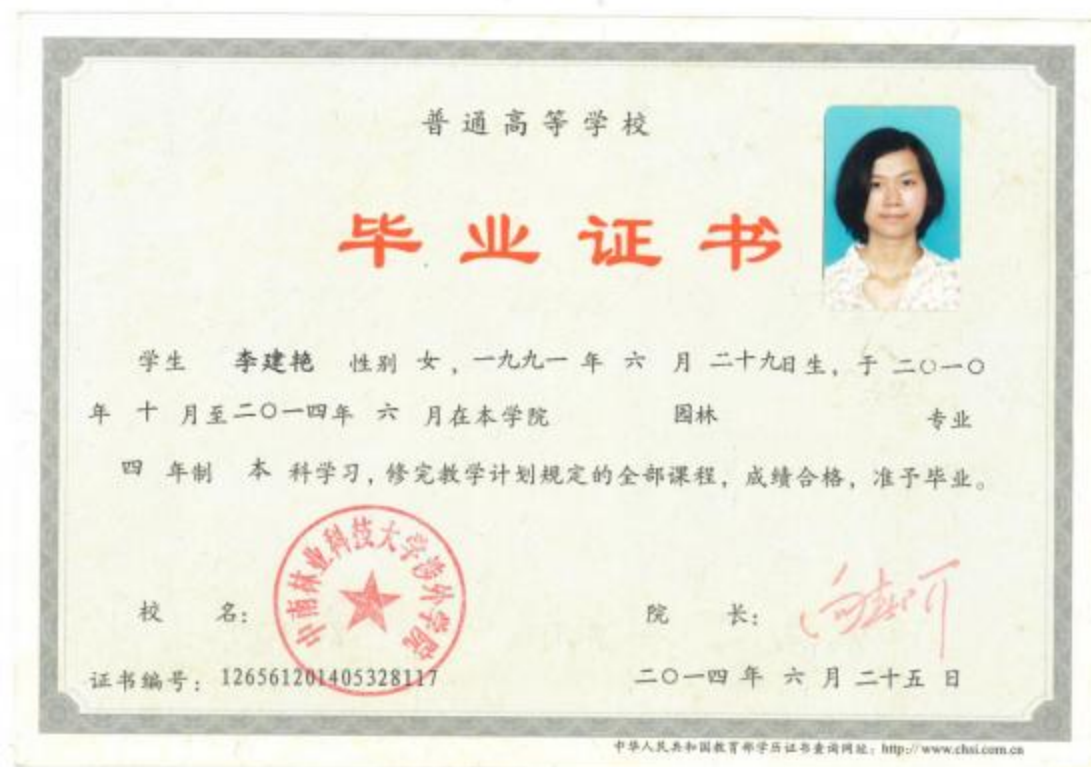 普通高等学校
毕业证书
学生 李建艳 性别 女，一九九一 年 六 月 二十九日生，于 二〇一〇
年 十 月至二〇一四年 六 月在本学院 园林 专业
四 年制 本 科学习，修完教学计划规定的全部课程，成绩合格，准予毕业。
中南林业科技大学涉外学院
校 名： 院 长：
证书编号：126561201405328117 二〇一四 年 六 月 二十五 日
中华人民共和国教育部学历证书查询网址：http://www.chsi.com.cn